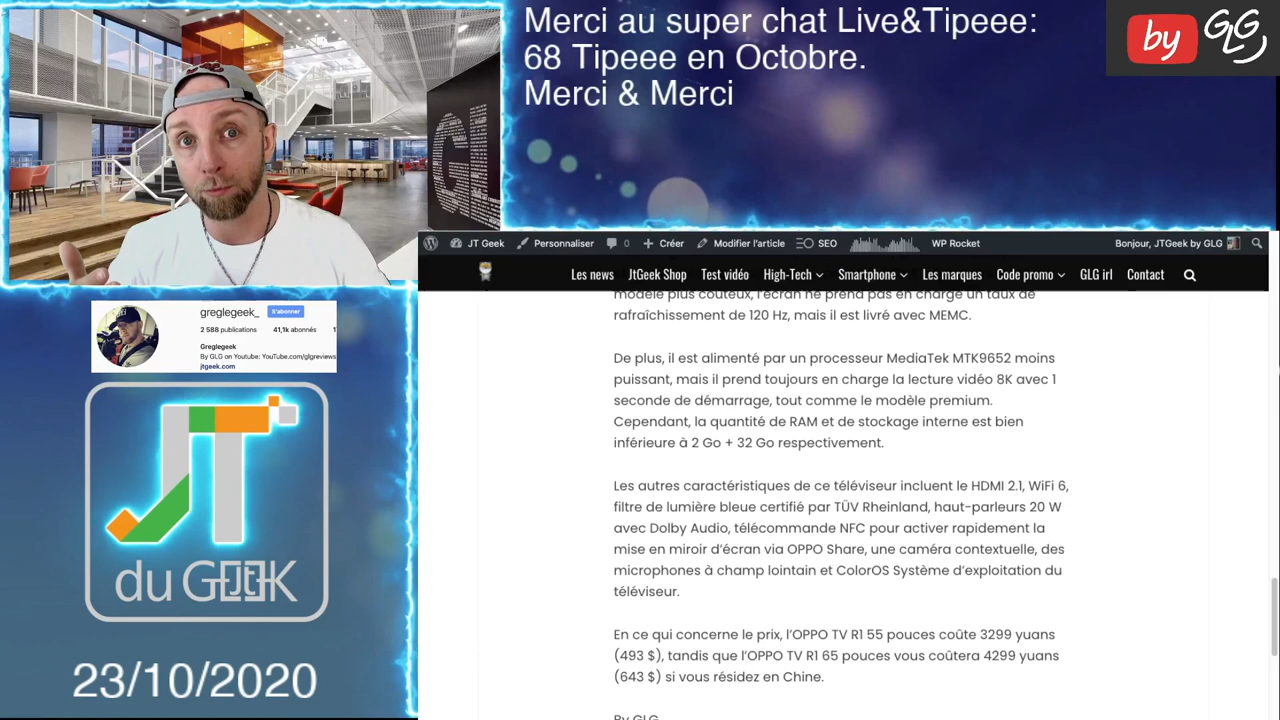 Merci au super chat Live&Tipeee:
68 Tipeee en Octobre.
Merci & Merci
by GLG
JT Geek Personnaliser 0 Créer Modifier l'article SEO WP Rocket Bonjour, JTGeek by GLG
Les news JtGeek Shop Test vidéo High-Tech Smartphone Les marques Code promo GLG irl Contact
modèle plus coûteux, l'écran ne prend pas en charge un taux de
rafraîchissement de 120 Hz, mais il est livré avec MEMC.
De plus, il est alimenté par un processeur MediaTek MTK9652 moins
puissant, mais il prend toujours en charge la lecture vidéo 8K avec 1
seconde de démarrage, tout comme le modèle premium.
Cependant, la quantité de RAM et de stockage interne est bien
inférieure à 2 Go + 32 Go respectivement.
Les autres caractéristiques de ce téléviseur incluent le HDMI 2.1, WiFi 6,
filtre de lumière bleue certifié par TÜV Rheinland, haut-parleurs 20 W
avec Dolby Audio, télécommande NFC pour activer rapidement la
mise en miroir d'écran via OPPO Share, une caméra contextuelle, des
microphones à champ lointain et ColorOS Système d'exploitation du
téléviseur.
En ce qui concerne le prix, l'OPPO TV R1 55 pouces coûte 3299 yuans
(493 $), tandis que l'OPPO TV R1 65 pouces vous coûtera 4299 yuans
(643 $) si vous résidez en Chine.
By GLG
greglegeek_ S'abonner
2 588 publications 41,1k abonnés 1
Greglegeek
By GLG on Youtube: YouTube.com/glgreviews
jtgeek.com
JT
du GEEK
23/10/2020